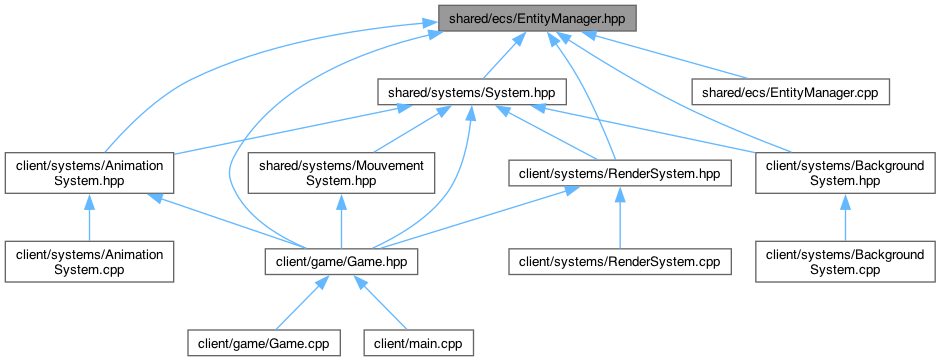 shared/ecs/EntityManager.hpp
shared/systems/System.hpp
shared/ecs/EntityManager.cpp
client/systems/Animation
System.hpp
shared/systems/Mouvement
System.hpp
client/systems/RenderSystem.hpp
client/systems/Background
System.hpp
client/systems/Animation
System.cpp
client/game/Game.hpp
client/systems/RenderSystem.cpp
client/systems/Background
System.cpp
client/game/Game.cpp
client/main.cpp